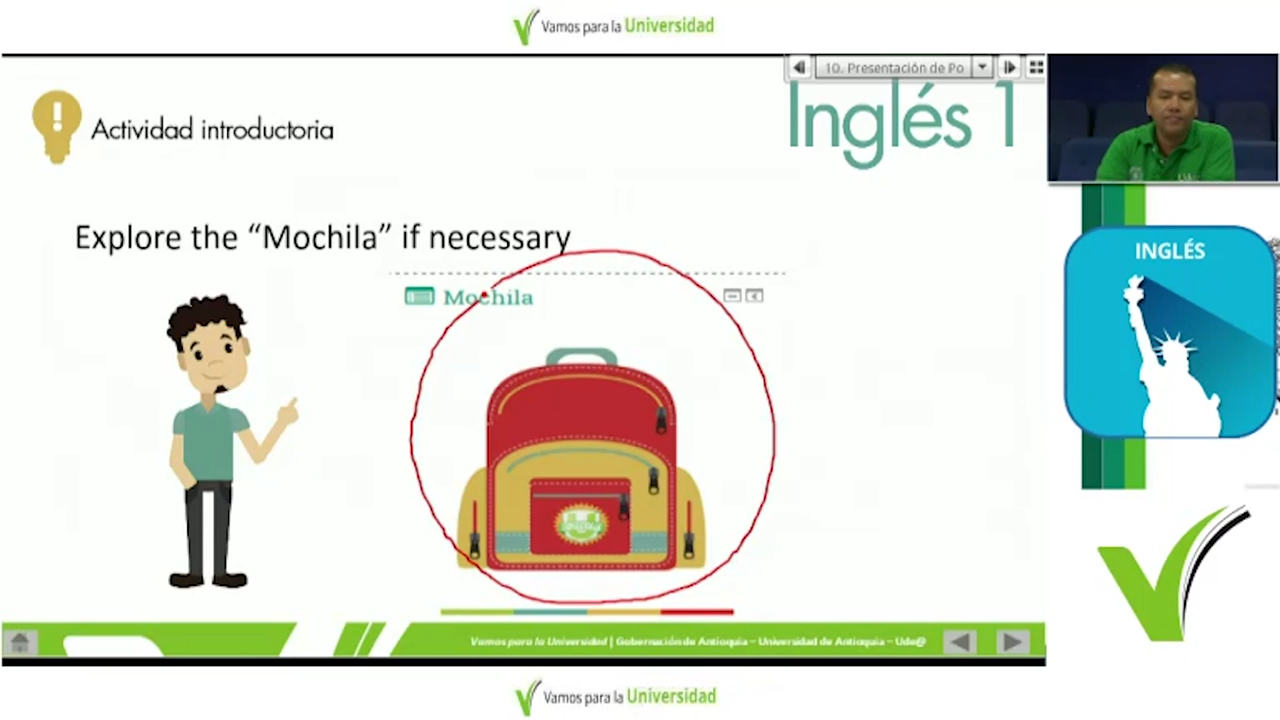 Vamos para la Universidad
10. Presentación de Po
Actividad introductoria
Inglés 1
Explore the “Mochila” if necessary
Mochila
INGLÉS
Vamos para la Universidad | Gobernación de Antioquia – Universidad de Antioquia – Ude@
Vamos para la Universidad